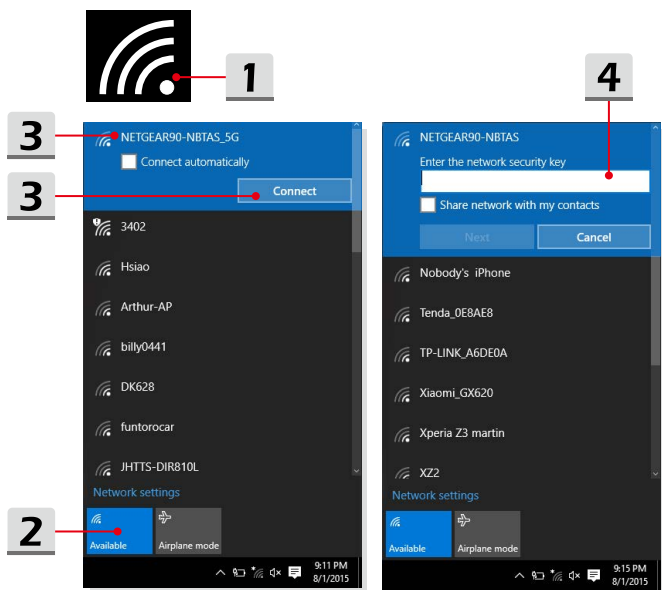 1
4
3
NETGEAR90-NBTAS_5G
Connect automatically
3
Connect
3402
Hsiao
Arthur-AP
billy0441
DK628
funtorocar
JHTTS-DIR810L
Network settings
2
Available
Airplane mode
9:11 PM
8/1/2015
NETGEAR90-NBTAS
Enter the network security key
Share network with my contacts
Next
Cancel
Nobody's iPhone
Tenda_0E8AE8
TP-LINK_A6DE0A
Xiaomi_GX620
Xperia Z3 martin
XZ2
Network settings
Available
Airplane mode
9:15 PM
8/1/2015